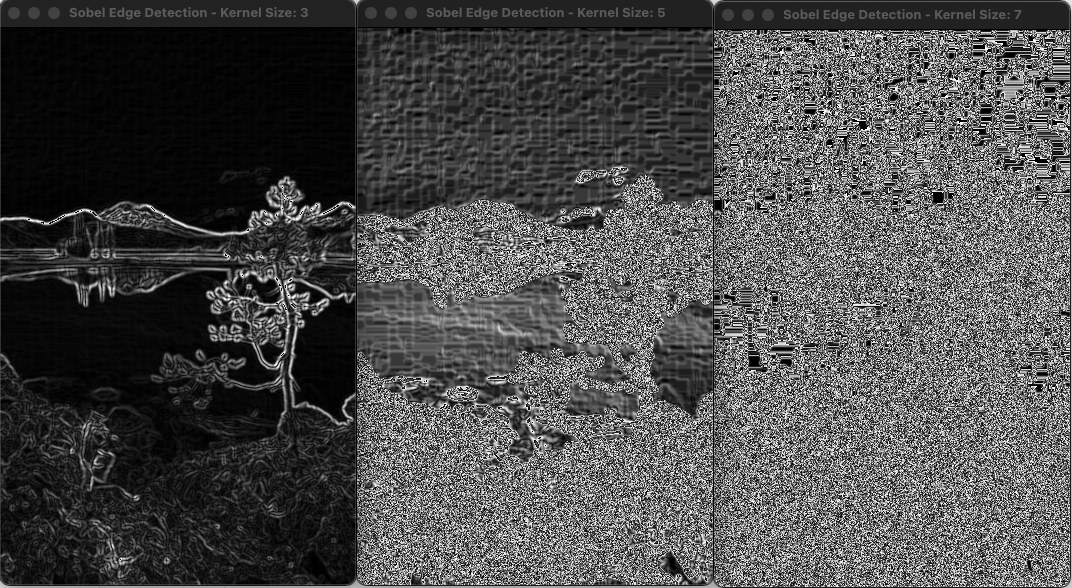 Sobel Edge Detection - Kernel Size: 3
Sobel Edge Detection - Kernel Size: 5
Sobel Edge Detection - Kernel Size: 7